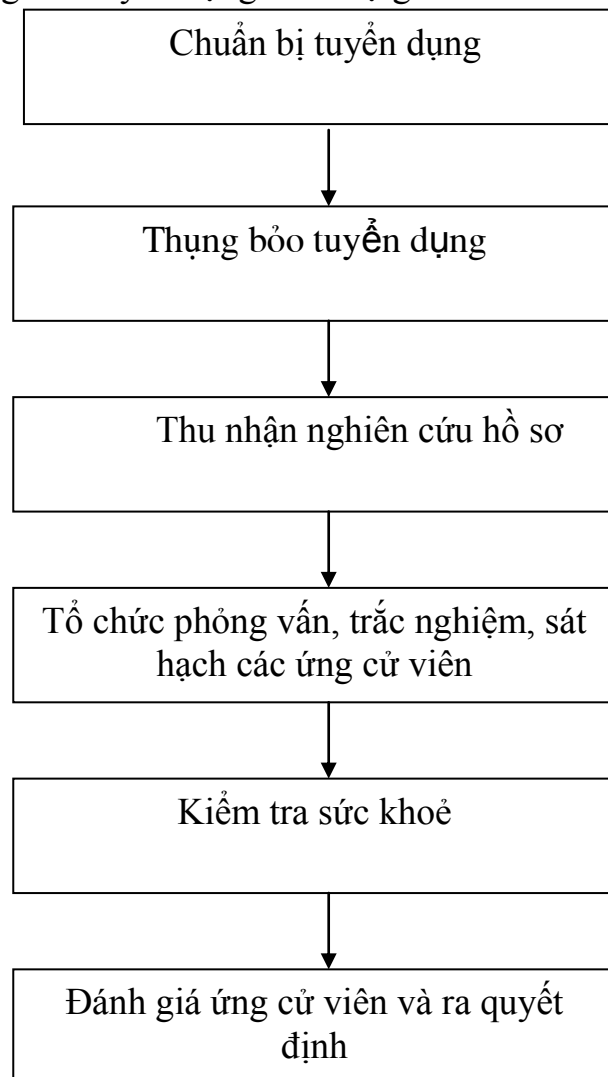 Chuẩn bị tuyển dụng
Thụng bỏo tuyển dụng
Thu nhận nghiên cứu hồ sơ
Tổ chức phỏng vấn, trắc nghiệm, sát
hạch các ứng cử viên
Kiểm tra sức khoẻ
Đánh giá ứng cử viên và ra quyết
định